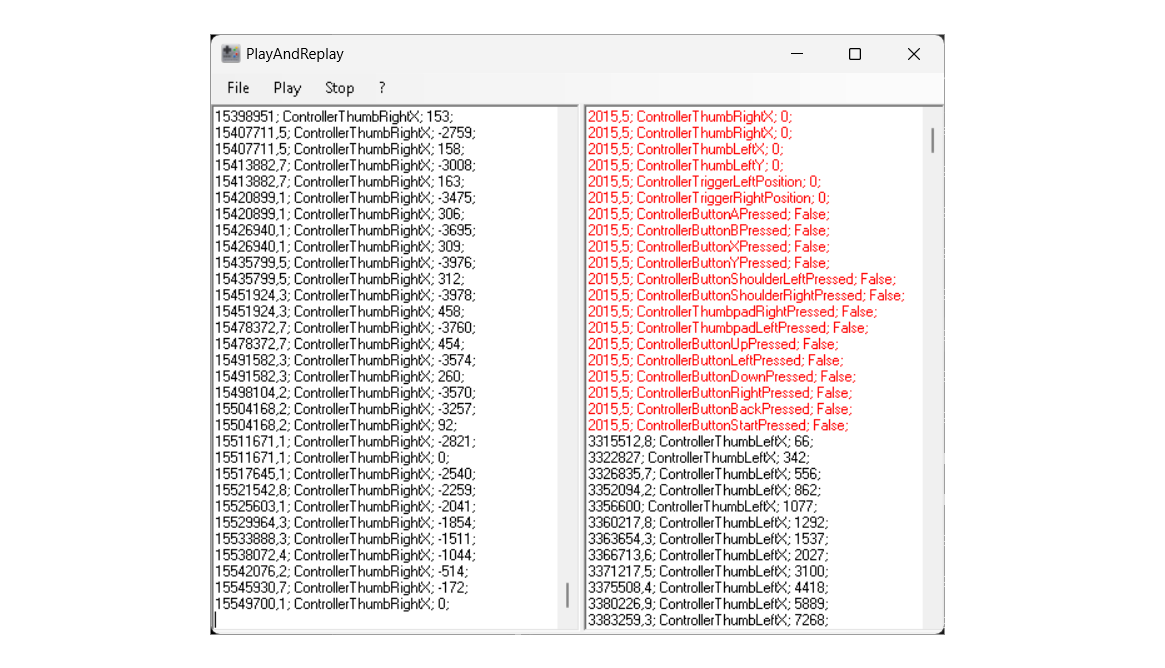 PlayAndReplay
File Play Stop ?
15398951; ControllerThumbRightX; 153;
15407711,5; ControllerThumbRightX; -2759;
15407711,5; ControllerThumbRightX; 158;
15413882,7; ControllerThumbRightX; -3008;
15413882,7; ControllerThumbRightX; 163;
15420899,1; ControllerThumbRightX; -3475;
15420899,1; ControllerThumbRightX; 306;
15426940,1; ControllerThumbRightX; -3695;
15426940,1; ControllerThumbRightX; 309;
15435799,5; ControllerThumbRightX; -3976;
15435799,5; ControllerThumbRightX; 312;
15451924,3; ControllerThumbRightX; -3978;
15451924,3; ControllerThumbRightX; 458;
15478372,7; ControllerThumbRightX; -3760;
15478372,7; ControllerThumbRightX; 454;
15491582,3; ControllerThumbRightX; -3574;
15491582,3; ControllerThumbRightX; 260;
15498104,2; ControllerThumbRightX; -3570;
15504168,2; ControllerThumbRightX; -3257;
15504168,2; ControllerThumbRightX; 92;
15511671,1; ControllerThumbRightX; -2821;
15511671,1; ControllerThumbRightX; 0;
15517645,1; ControllerThumbRightX; -2540;
15521542,8; ControllerThumbRightX; -2259;
15525603,1; ControllerThumbRightX; -2041;
15529964,3; ControllerThumbRightX; -1854;
15533888,3; ControllerThumbRightX; -1511;
15538072,4; ControllerThumbRightX; -1044;
15542076,2; ControllerThumbRightX; -514;
15545930,7; ControllerThumbRightX; -172;
15549700,1; ControllerThumbRightX; 0;
2015,5; ControllerThumbRightX; 0;
2015,5; ControllerThumbRightX; 0;
2015,5; ControllerThumbLeftX; 0;
2015,5; ControllerThumbLeftY; 0;
2015,5; ControllerTriggerLeftPosition; 0;
2015,5; ControllerTriggerRightPosition; 0;
2015,5; ControllerButtonAPressed; False;
2015,5; ControllerButtonBPressed; False;
2015,5; ControllerButtonXPressed; False;
2015,5; ControllerButtonYPressed; False;
2015,5; ControllerButtonShoulderLeftPressed; False;
2015,5; ControllerButtonShoulderRightPressed; False;
2015,5; ControllerThumbpadRightPressed; False;
2015,5; ControllerThumbpadLeftPressed; False;
2015,5; ControllerButtonUpPressed; False;
2015,5; ControllerButtonLeftPressed; False;
2015,5; ControllerButtonDownPressed; False;
2015,5; ControllerButtonRightPressed; False;
2015,5; ControllerButtonBackPressed; False;
2015,5; ControllerButtonStartPressed; False;
3315512,8; ControllerThumbLeftX; 66;
3322827; ControllerThumbLeftX; 342;
3326835,7; ControllerThumbLeftX; 556;
3352094,2; ControllerThumbLeftX; 862;
3356600; ControllerThumbLeftX; 1077;
3360217,8; ControllerThumbLeftX; 1292;
3363654,3; ControllerThumbLeftX; 1537;
3366713,6; ControllerThumbLeftX; 2027;
3371217,5; ControllerThumbLeftX; 3100;
3375508,4; ControllerThumbLeftX; 4418;
3380226,9; ControllerThumbLeftX; 5889;
3383259,3; ControllerThumbLeftX; 7268;